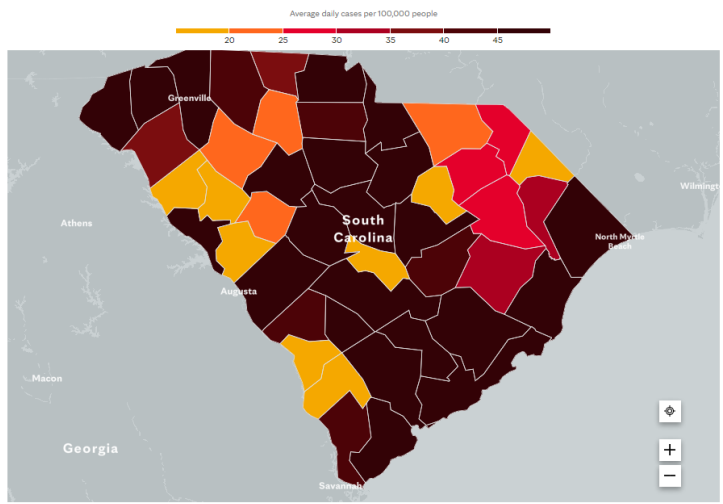 Average daily cases per 100,000 people
20 25 30 35 40 45
Greenville
Wilmingt
Athens
South
Carolina
North Myrtle
Beach
Augusta
Macon
Georgia
Savannah
+
−